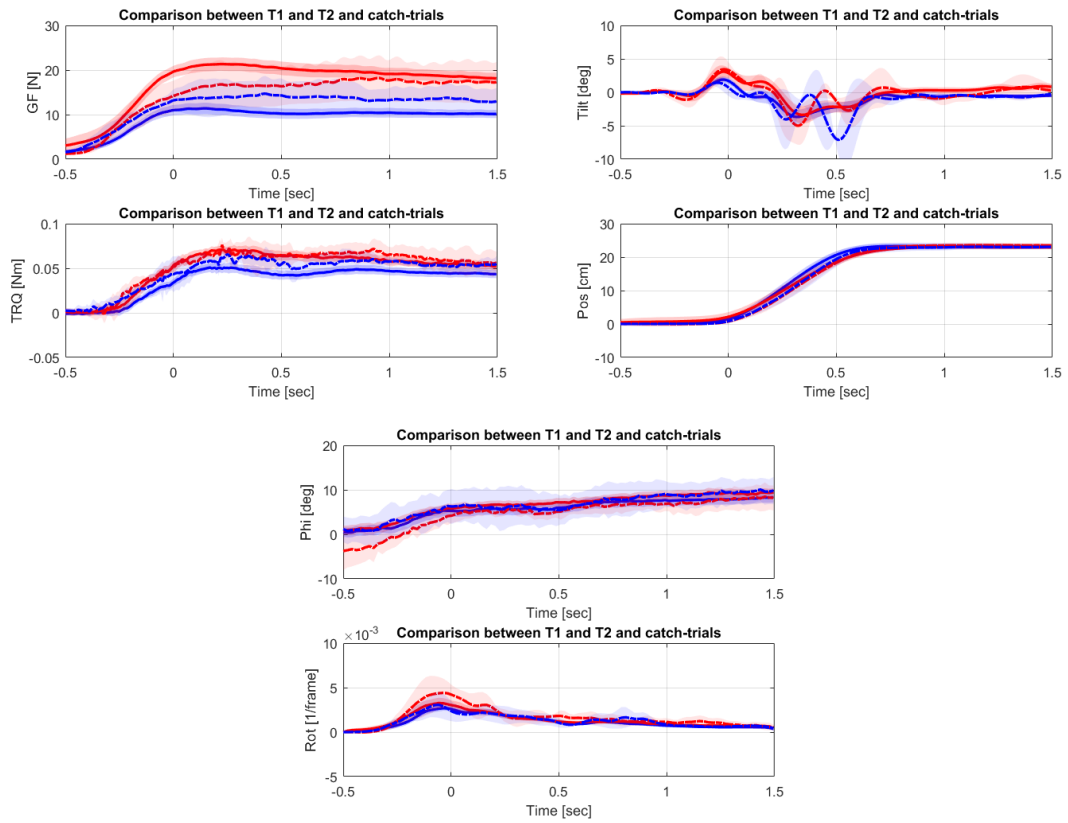 Comparison between T1 and T2 and catch-trials
GF [N]
30
20
10
0
-0.5 0 0.5 1 1.5
Time [sec]
Comparison between T1 and T2 and catch-trials
Tilt [deg]
10
5
0
-5
-10
-0.5 0 0.5 1 1.5
Time [sec]
Comparison between T1 and T2 and catch-trials
TRQ [Nm]
0.1
0.05
0
-0.05
-0.5 0 0.5 1 1.5
Time [sec]
Comparison between T1 and T2 and catch-trials
Pos [cm]
30
20
10
0
-10
-0.5 0 0.5 1 1.5
Time [sec]
Comparison between T1 and T2 and catch-trials
Phi [deg]
20
10
0
-10
-0.5 0 0.5 1 1.5
Time [sec]
×10-3
Comparison between T1 and T2 and catch-trials
Rot [1/frame]
10
5
0
-5
-0.5 0 0.5 1 1.5
Time [sec]